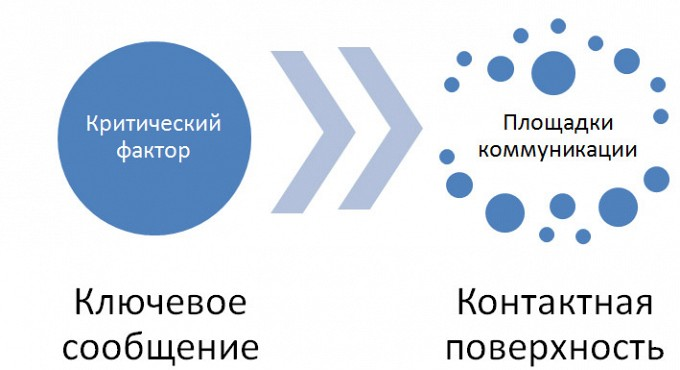 Критический
фактор
Площадки
коммуникации
Ключевое
сообщение
Контактная
поверхность